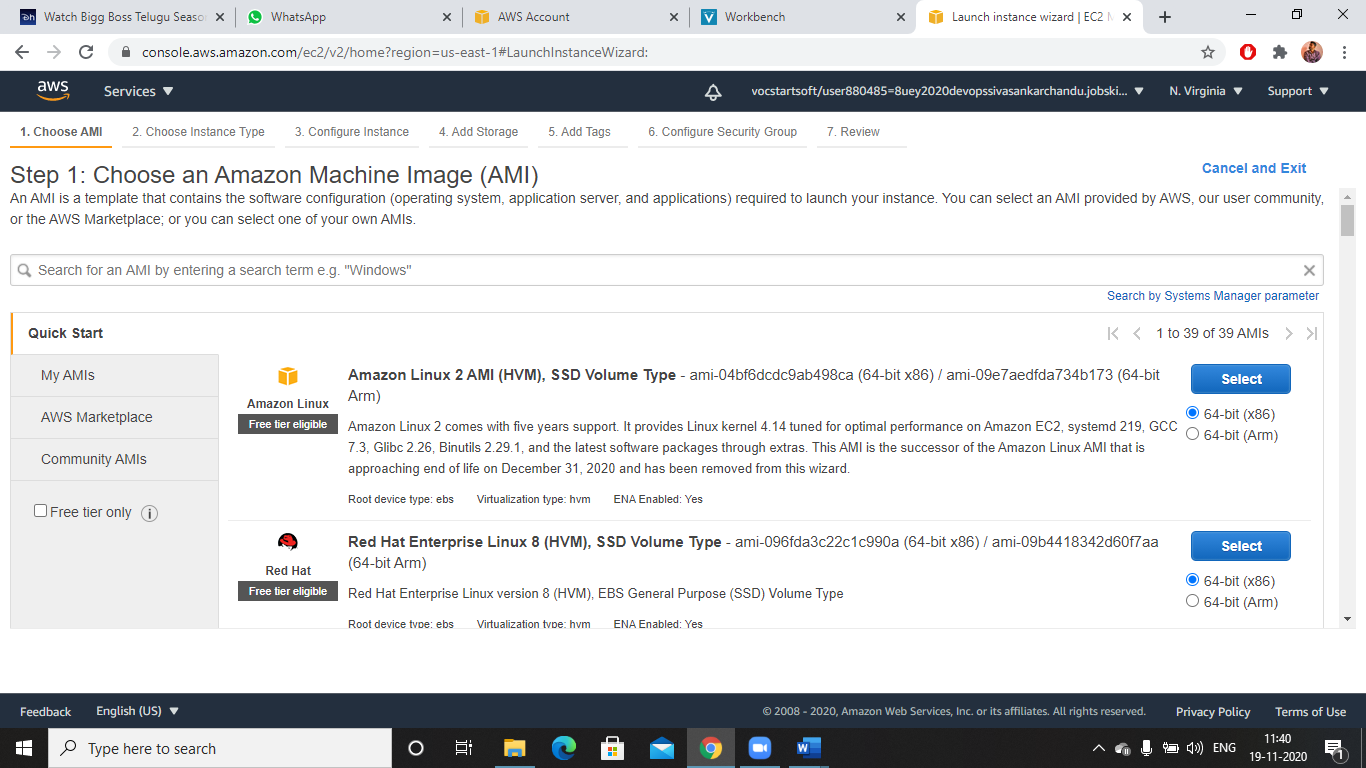 Watch Bigg Boss Telugu Seaso
WhatsApp
AWS Account
Workbench
Launch instance wizard | EC2 M
console.aws.amazon.com/ec2/v2/home?region=us-east-1#LaunchInstanceWizard:
aws
Services
vocstartsoft/user880485=8uey2020devopssivasankarchandu.jobski...
N. Virginia
Support
1. Choose AMI
2. Choose Instance Type
3. Configure Instance
4. Add Storage
5. Add Tags
6. Configure Security Group
7. Review
Step 1: Choose an Amazon Machine Image (AMI)
Cancel and Exit
An AMI is a template that contains the software configuration (operating system, application server, and applications) required to launch your instance. You can select an AMI provided by AWS, our user community,
or the AWS Marketplace; or you can select one of your own AMIs.
Search for an AMI by entering a search term e.g. "Windows"
Search by Systems Manager parameter
Quick Start
1 to 39 of 39 AMIs
My AMIs
AWS Marketplace
Community AMIs
Free tier only
i
Amazon Linux
Free tier eligible
Amazon Linux 2 AMI (HVM), SSD Volume Type - ami-04bf6dcdc9ab498ca (64-bit x86) / ami-09e7aedfda734b173 (64-bit
Arm)
Amazon Linux 2 comes with five years support. It provides Linux kernel 4.14 tuned for optimal performance on Amazon EC2, systemd 219, GCC
7.3, Glibc 2.26, Binutils 2.29.1, and the latest software packages through extras. This AMI is the successor of the Amazon Linux AMI that is
approaching end of life on December 31, 2020 and has been removed from this wizard.
Root device type: ebs
Virtualization type: hvm
ENA Enabled: Yes
Select
64-bit (x86)
64-bit (Arm)
Red Hat
Free tier eligible
Red Hat Enterprise Linux 8 (HVM), SSD Volume Type - ami-096fda3c22c1c990a (64-bit x86) / ami-09b4418342d60f7aa
(64-bit Arm)
Red Hat Enterprise Linux version 8 (HVM), EBS General Purpose (SSD) Volume Type
Root device type: ebs
Virtualization type: hvm
ENA Enabled: Yes
Select
64-bit (x86)
64-bit (Arm)
Feedback
English (US)
© 2008 - 2020, Amazon Web Services, Inc. or its affiliates. All rights reserved.
Privacy Policy
Terms of Use
Type here to search
ENG
11:40
19-11-2020
1